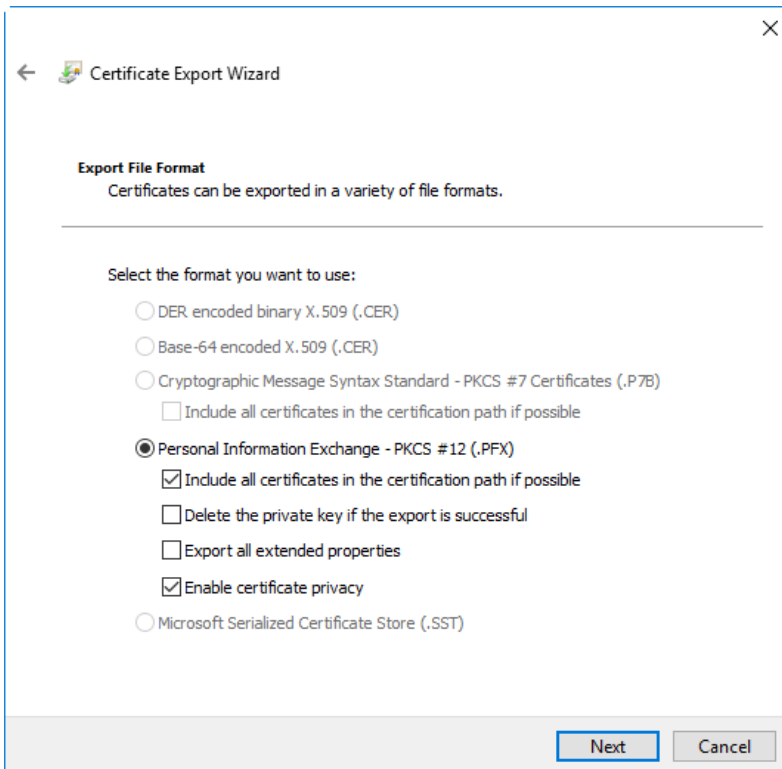 Certificate Export Wizard
Export File Format
Certificates can be exported in a variety of file formats.
Select the format you want to use:
DER encoded binary X.509 (.CER)
Base-64 encoded X.509 (.CER)
Cryptographic Message Syntax Standard - PKCS #7 Certificates (.P7B)
Include all certificates in the certification path if possible
Personal Information Exchange - PKCS #12 (.PFX)
Include all certificates in the certification path if possible
Delete the private key if the export is successful
Export all extended properties
Enable certificate privacy
Microsoft Serialized Certificate Store (.SST)
Next Cancel